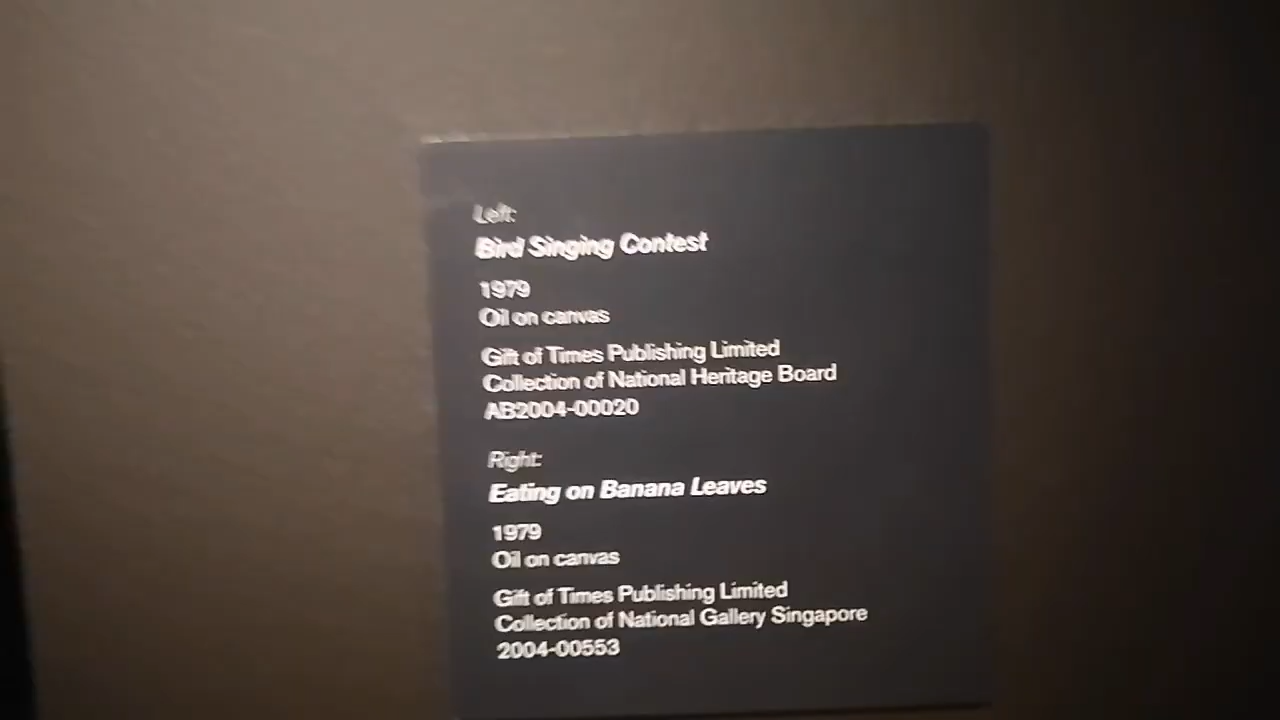 Left:
Bird Singing Contest
1979
Oil on canvas
Gift of Times Publishing Limited
Collection of National Heritage Board
AB2004-00020
Right:
Eating on Banana Leaves
1979
Oil on canvas
Gift of Times Publishing Limited
Collection of National Gallery Singapore
2004-00553